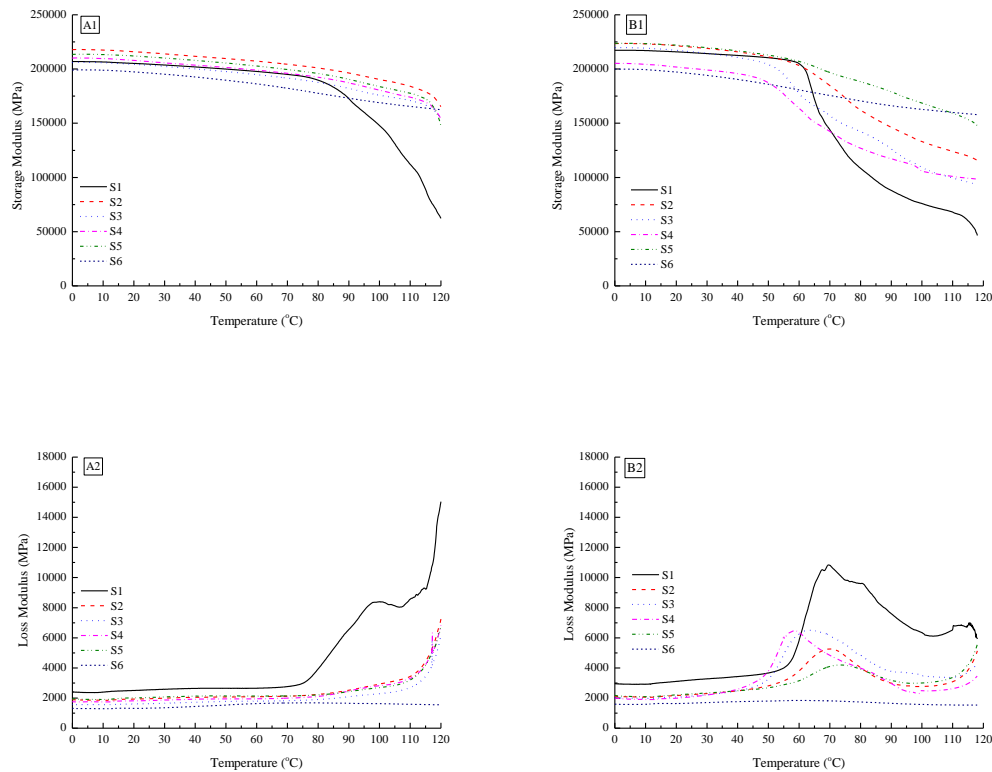 A1
Storage Modulus (MPa)
250000
200000
150000
100000
50000
0
S1
S2
S3
S4
S5
S6
0 10 20 30 40 50 60 70 80 90 100 110 120
Temperature (°C)
B1
Storage Modulus (MPa)
250000
200000
150000
100000
50000
0
S1
S2
S3
S4
S5
S6
0 10 20 30 40 50 60 70 80 90 100 110 120
Temperature (°C)
A2
Loss Modulus (MPa)
18000
16000
14000
12000
10000
8000
6000
4000
2000
0
S1
S2
S3
S4
S5
S6
0 10 20 30 40 50 60 70 80 90 100 110 120
Temperature (°C)
B2
Loss Modulus (MPa)
18000
16000
14000
12000
10000
8000
6000
4000
2000
0
S1
S2
S3
S4
S5
S6
0 10 20 30 40 50 60 70 80 90 100 110 120
Temperature (°C)